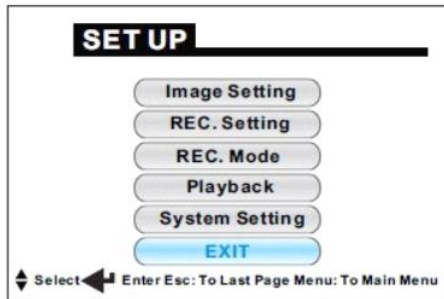 SET UP
Image Setting
REC. Setting
REC. Mode
Playback
System Setting
EXIT
Select Enter Esc: To Last Page Menu: To Main Menu